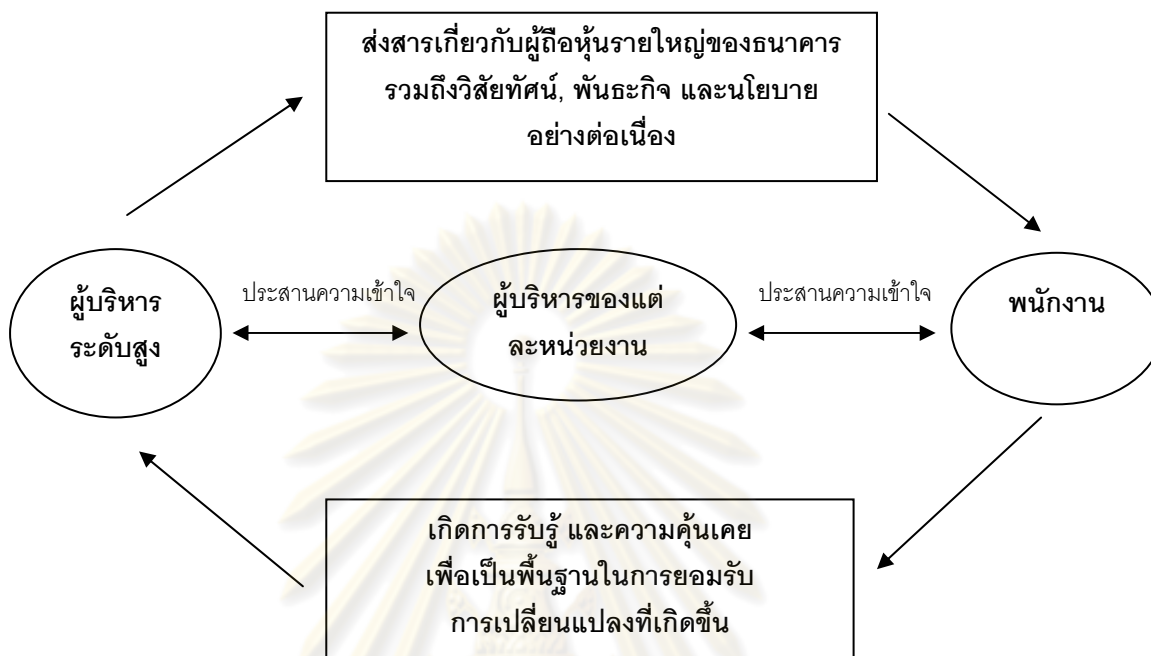 ส่งสารเกี่ยวกับผู้ถือหุ้นรายใหญ่ของธนาคาร
รวมถึงวิสัยทัศน์, พันธะกิจ และนโยบาย
อย่างต่อเนื่อง
ผู้บริหาร
ระดับสูง
ประสานความเข้าใจ
ผู้บริหารของแต่
ละหน่วยงาน
ประสานความเข้าใจ
พนักงาน
เกิดการรับรู้ และความคุ้นเคย
เพื่อเป็นพื้นฐานในการยอมรับ
การเปลี่ยนแปลงที่เกิดขึ้น